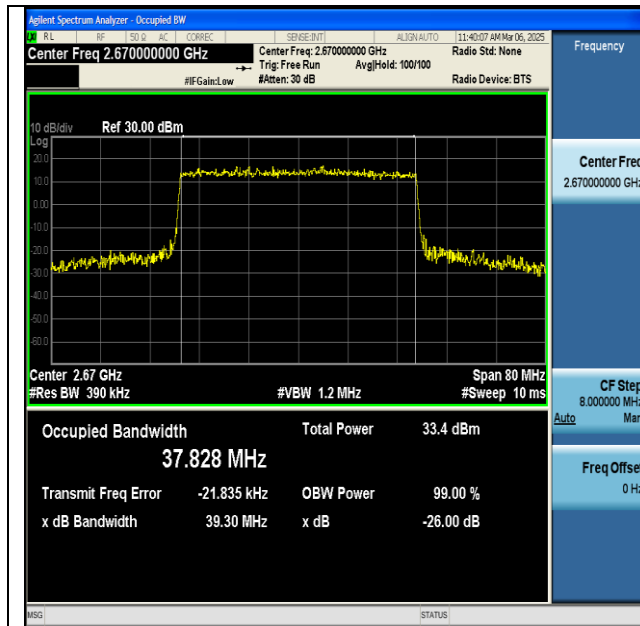 Agilent Spectrum Analyzer - Occupied BW
LXI RL RF 50 Ω AC CORREC SENSE:INT ALIGN AUTO 11:40:07 AM Mar 06, 2025
Center Freq 2.670000000 GHz
Center Freq: 2.670000000 GHz
Radio Std: None
Trig: Free Run Avg|Hold: 100/100
#IFGain:Low
#Atten: 30 dB
Radio Device: BTS
10 dB/div Ref 30.00 dBm
Log
20.0
10.0
0.00
-10.0
-20.0
-30.0
-40.0
-50.0
-60.0
Center 2.67 GHz Span 80 MHz
#Res BW 390 kHz #VBW 1.2 MHz #Sweep 10 ms
Occupied Bandwidth Total Power 33.4 dBm
37.828 MHz
Transmit Freq Error -21.835 kHz OBW Power 99.00 %
x dB Bandwidth 39.30 MHz x dB -26.00 dB
MSG STATUS
Frequency
Center Freq
2.670000000 GHz
CF Step
8.000000 MHz
Auto Man
Freq Offset
0 Hz